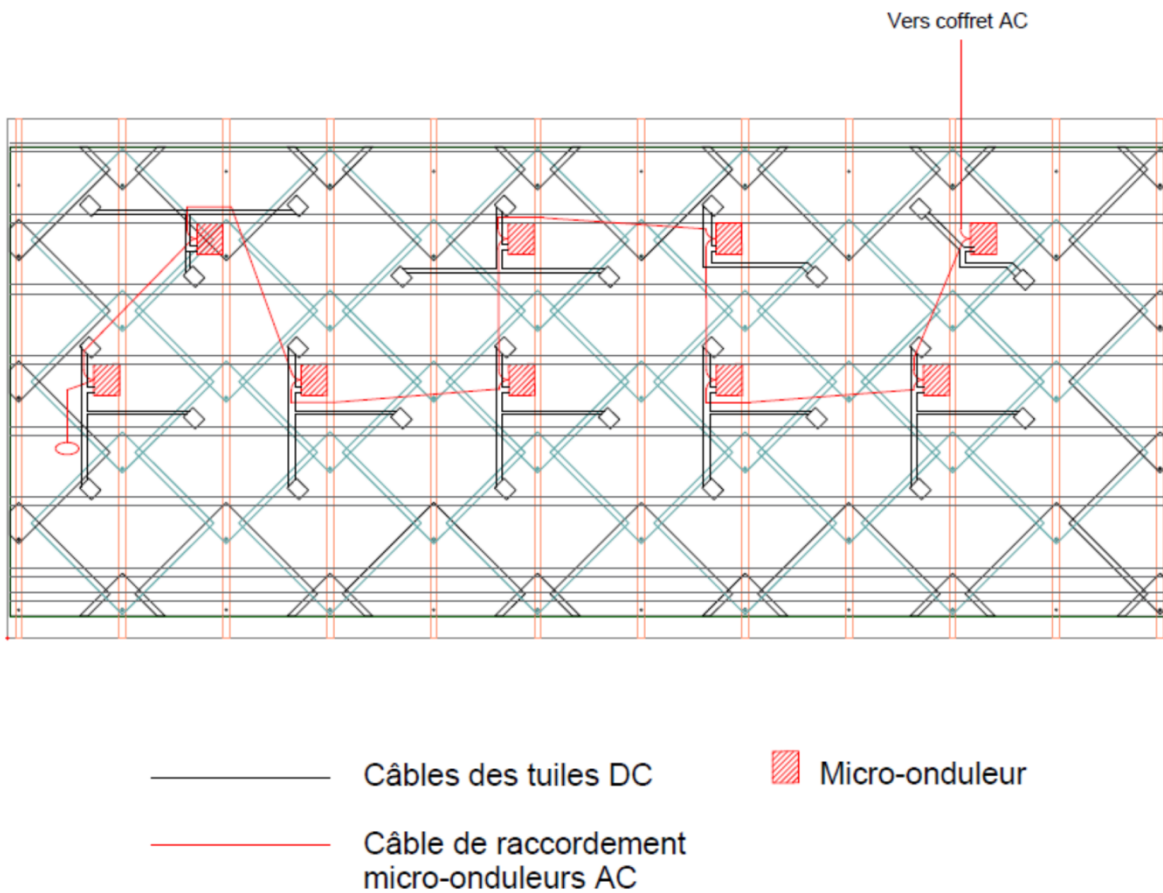 Vers coffret AC
Câbles des tuiles DC
Micro-onduleur
Câble de raccordement
micro-onduleurs AC